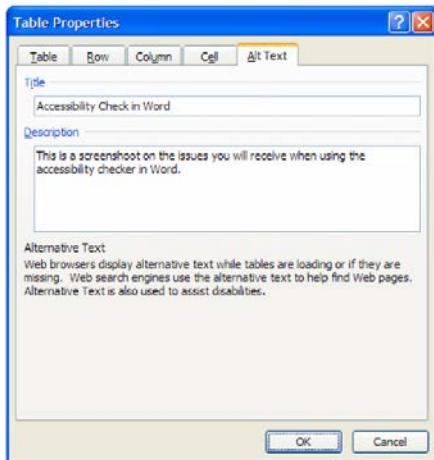 Table Properties
Table Row Column Cell Alt Text
Title
Accessibility Check in Word
Description
This is a screenshoot on the issues you will receive when using the
accessibility checker in Word.
Alternative Text
Web browsers display alternative text while tables are loading or if they are
missing. Web search engines use the alternative text to help find Web pages.
Alternative Text is also used to assist disabilities.
OK Cancel